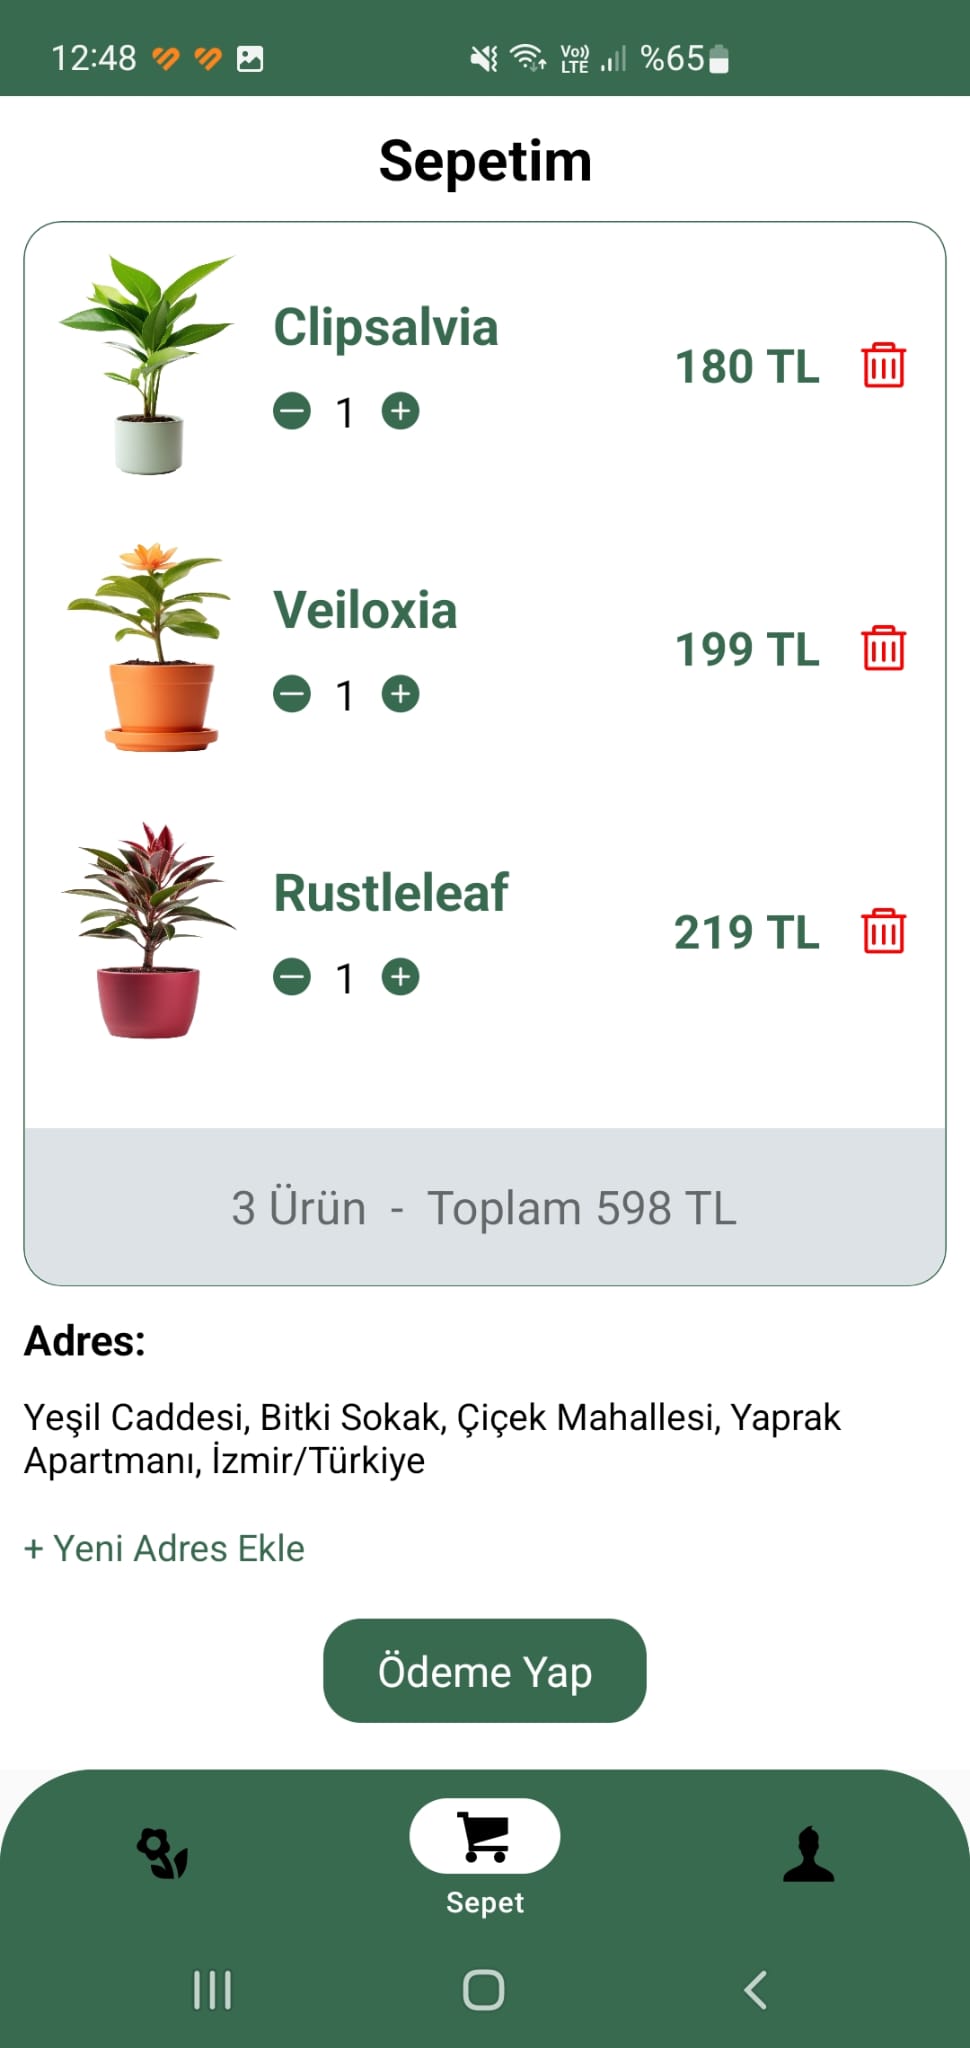 12:48 Vo)) LTE %65
Sepetim
Clipsalvia
180 TL
1
Veiloxia
199 TL
1
Rustleleaf
219 TL
1
3 Ürün - Toplam 598 TL
Adres:
Yeşil Caddesi, Bitki Sokak, Çiçek Mahallesi, Yaprak
Apartmanı, İzmir/Türkiye
+ Yeni Adres Ekle
Ödeme Yap
Sepet